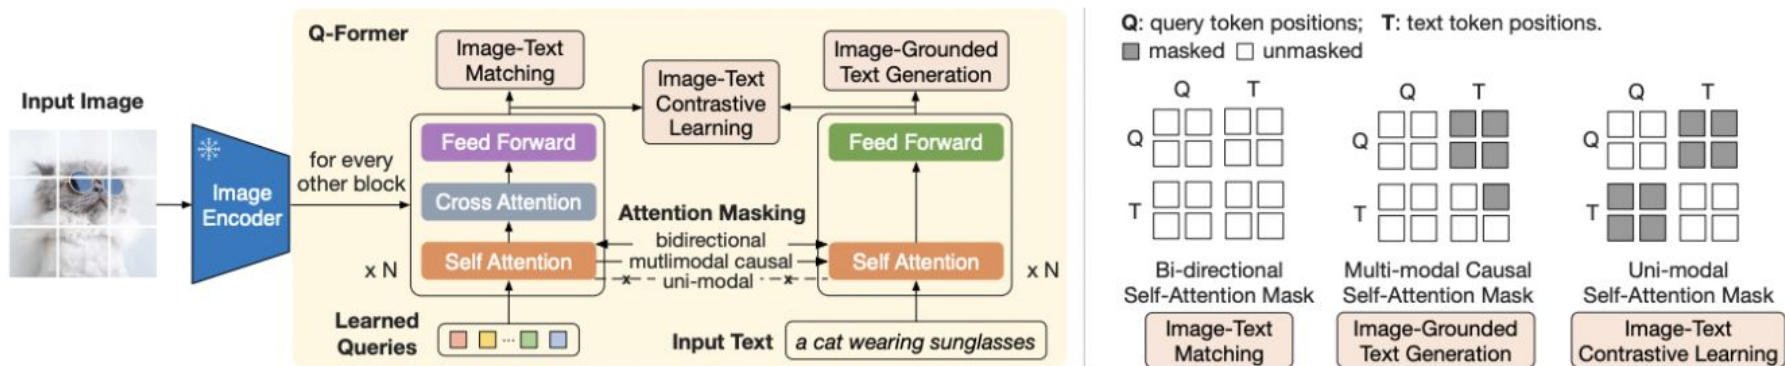 Input Image
Image
Encoder
for every
other block
Q-Former
Image-Text
Matching
Image-Text
Contrastive
Learning
Image-Grounded
Text Generation
Feed Forward
Cross Attention
Self Attention
x N
Feed Forward
Self Attention
x N
Attention Masking
bidirectional
mutlimodal causal
uni-modal
Learned
Queries
...
Input Text
a cat wearing sunglasses
Q: query token positions; T: text token positions.
masked unmasked
Q T
Q
T
Bi-directional
Self-Attention Mask
Image-Text
Matching
Q T
Q
T
Multi-modal Causal
Self-Attention Mask
Image-Grounded
Text Generation
Q T
Q
T
Uni-modal
Self-Attention Mask
Image-Text
Contrastive Learning